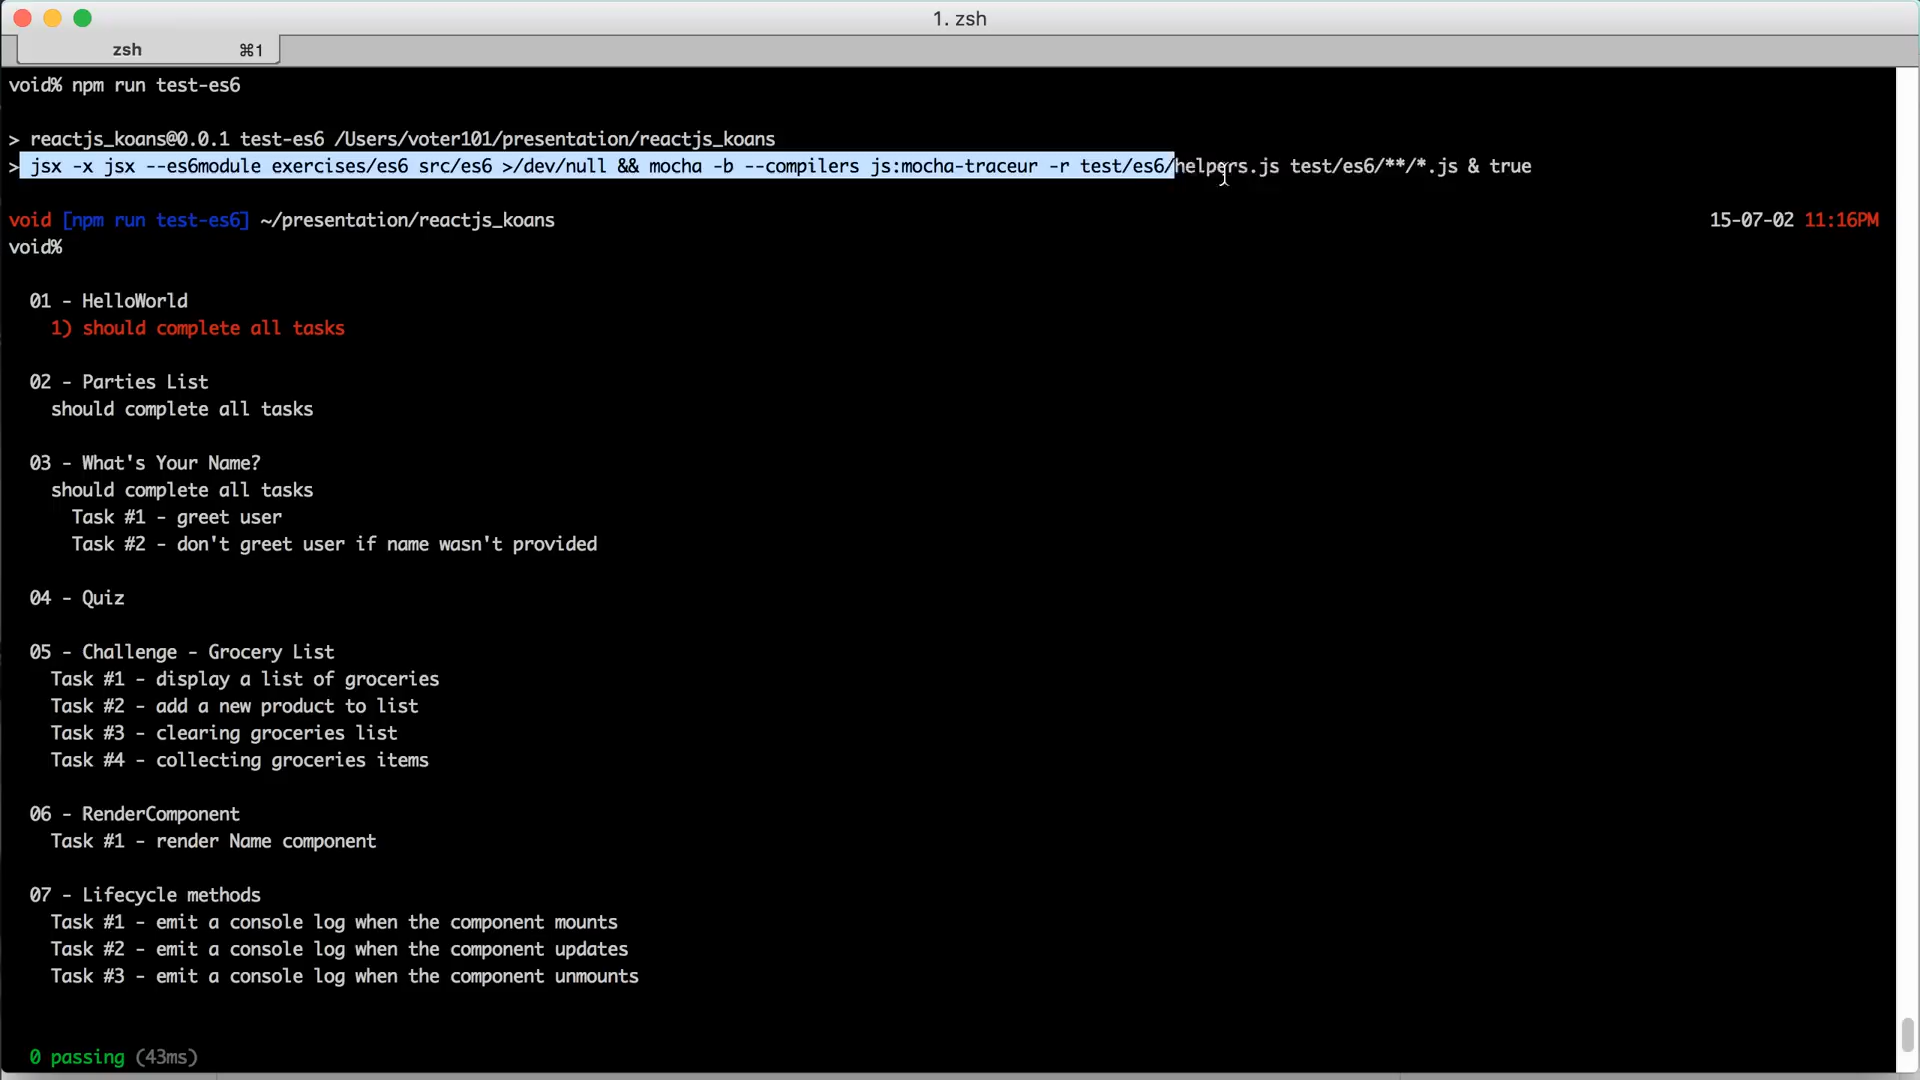 1. zsh
zsh ⌘1
void% npm run test-es6
> reactjs_koans@0.0.1 test-es6 /Users/voter101/presentation/reactjs_koans
> jsx -x jsx --es6module exercises/es6 src/es6 >/dev/null && mocha -b --compilers js:mocha-traceur -r test/es6/helpers.js test/es6/**/*.js & true
void [npm run test-es6] ~/presentation/reactjs_koans 15-07-02 11:16PM
void%
01 - HelloWorld
1) should complete all tasks
02 - Parties List
should complete all tasks
03 - What's Your Name?
should complete all tasks
Task #1 - greet user
Task #2 - don't greet user if name wasn't provided
04 - Quiz
05 - Challenge - Grocery List
Task #1 - display a list of groceries
Task #2 - add a new product to list
Task #3 - clearing groceries list
Task #4 - collecting groceries items
06 - RenderComponent
Task #1 - render Name component
07 - Lifecycle methods
Task #1 - emit a console log when the component mounts
Task #2 - emit a console log when the component updates
Task #3 - emit a console log when the component unmounts
0 passing (43ms)